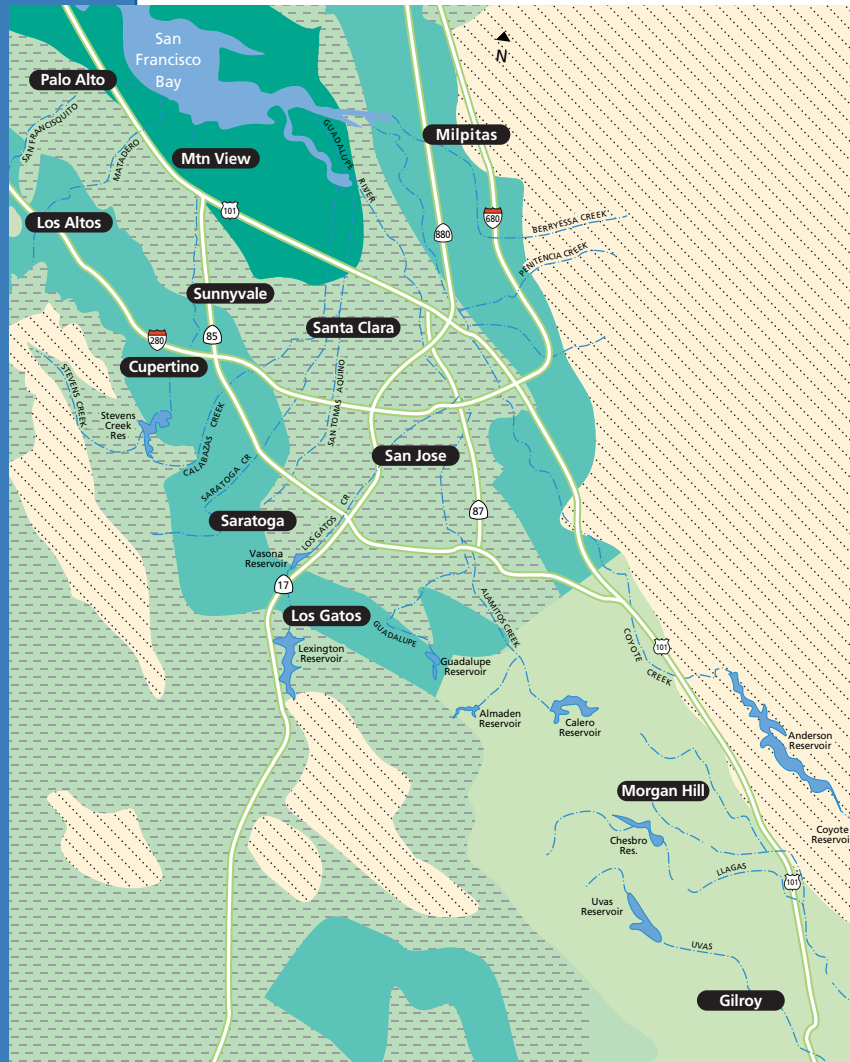 San
Francisco
Bay
N
Palo Alto
SAN FRANCISQUITO
MATADERO
Mtn View
GUADALUPE
RIVER
Milpitas
101
880
680
BERRYESSA CREEK
PENITENCIA CREEK
Los Altos
Sunnyvale
Santa Clara
280
85
Cupertino
STEVENS CREEK
Stevens
Creek
Res
CALABAZAS CREEK
SARATOGA CR
SAN TOMAS AQUINO
San Jose
87
Saratoga
LOS GATOS CR
Vasona
Reservoir
17
Los Gatos
GUADALUPE
ALAMITOS CREEK
Lexington
Reservoir
Guadalupe
Reservoir
COYOTE
CREEK
101
Almaden
Reservoir
Calero
Reservoir
Anderson
Reservoir
Morgan Hill
Coyote
Reservoi
Chesbro
Res.
LLAGAS
101
Uvas
Reservoir
UVAS
Gilroy